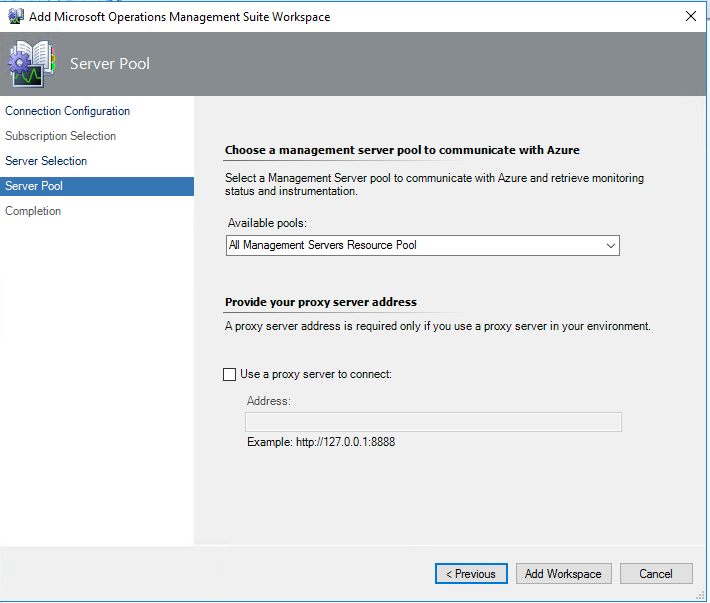 Add Microsoft Operations Management Suite Workspace
Server Pool
Connection Configuration
Subscription Selection
Server Selection
Server Pool
Completion
Choose a management server pool to communicate with Azure
Select a Management Server pool to communicate with Azure and retrieve monitoring
status and instrumentation.
Available pools:
All Management Servers Resource Pool
Provide your proxy server address
A proxy server address is required only if you use a proxy server in your environment.
Use a proxy server to connect:
Address:
Example: http://127.0.0.1:8888
< Previous
Add Workspace
Cancel